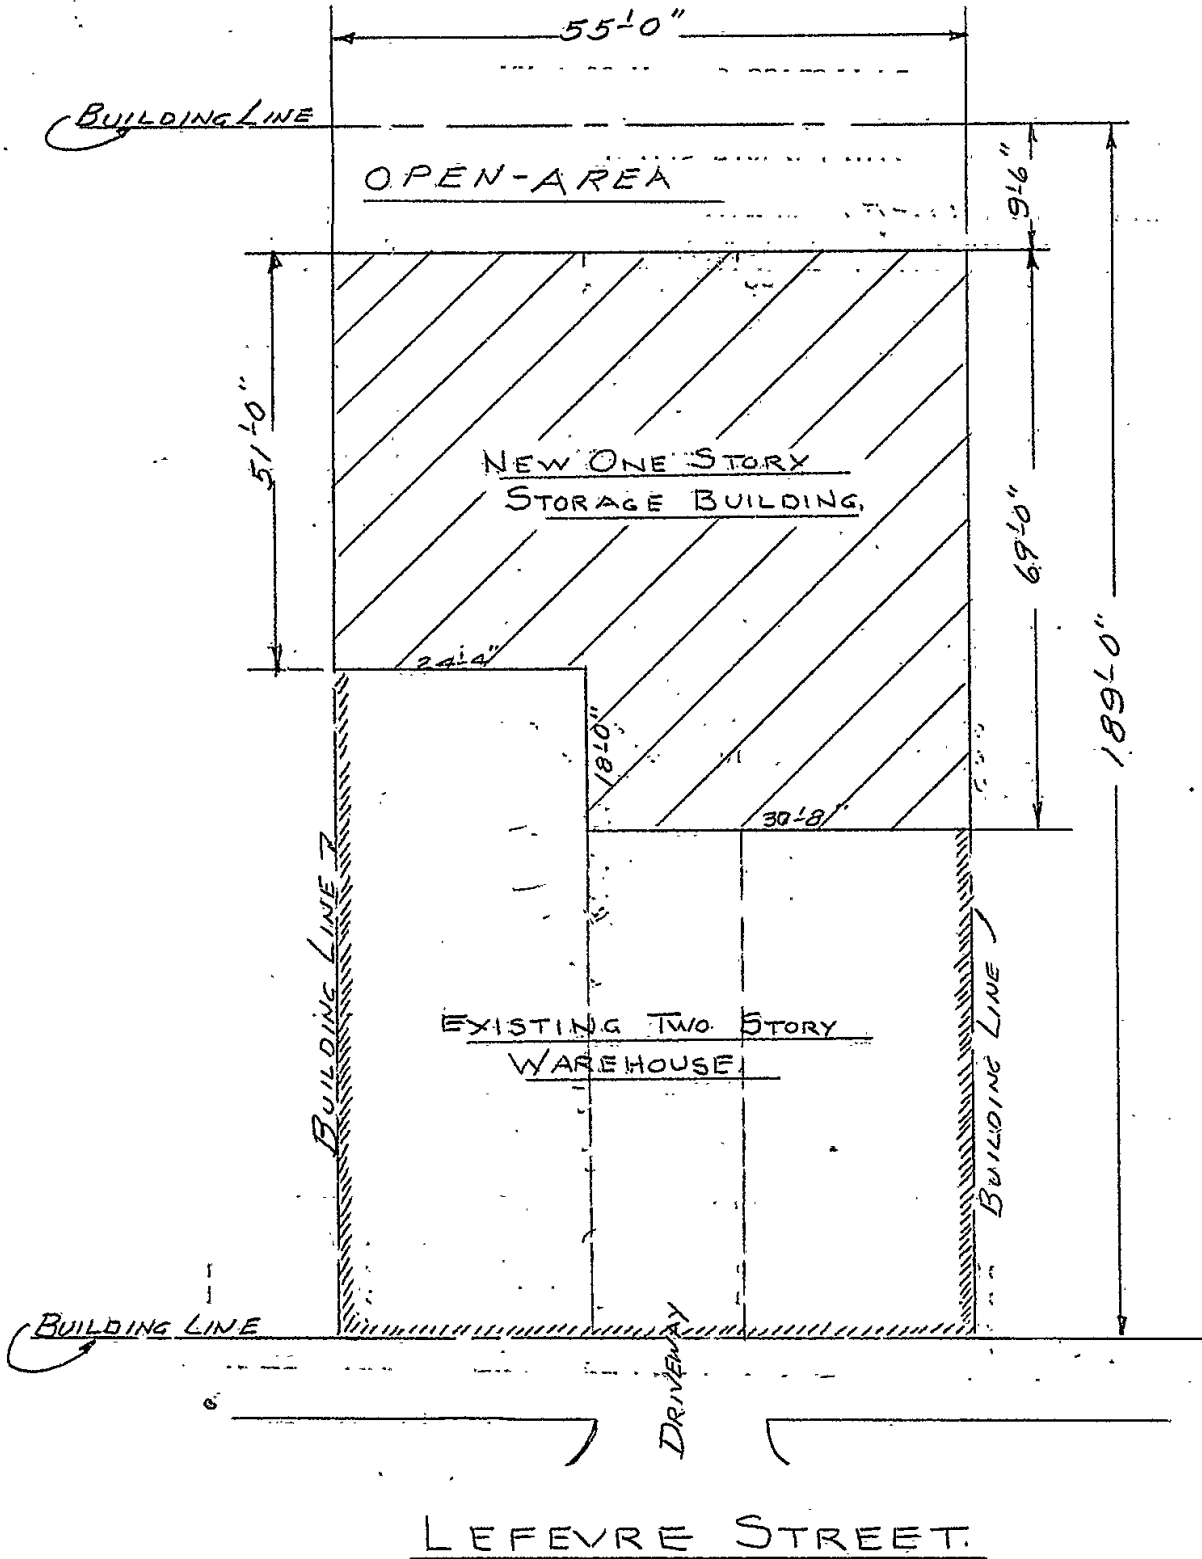 55'-0"
BUILDING LINE
OPEN-AREA
9'-6"
51'-0"
NEW ONE STORY
STORAGE BUILDING.
69'-0"
24'-4"
189'-0"
18'-0"
30'-8"
BUILDING LINE
BUILDING LINE
EXISTING TWO STORY
WAREHOUSE.
BUILDING LINE
DRIVEWAY
LEFEVRE STREET.